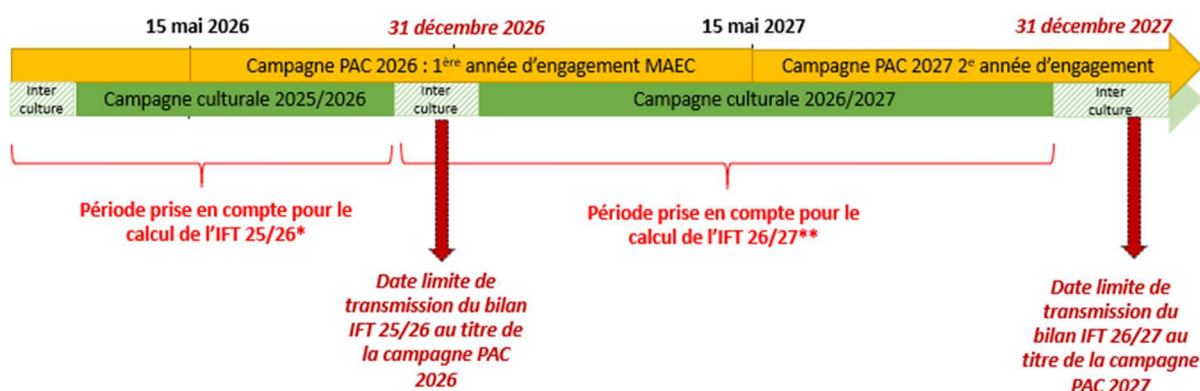 15 mai 2026
31 décembre 2026
15 mai 2027
31 décembre 2027
Campagne PAC 2026 : 1ère année d’engagement MAEC
Campagne PAC 2027 2e année d’engagement
Inter
culture
Campagne culturale 2025/2026
Inter
culture
Campagne culturale 2026/2027
Inter
culture
Période prise en compte pour le
calcul de l’IFT 25/26*
Période prise en compte pour le
calcul de l’IFT 26/27**
Date limite de
transmission du bilan
IFT 25/26 au titre de
la campagne PAC
2026
Date limite de
transmission du
bilan IFT 26/27 au
titre de la campagne
PAC 2027